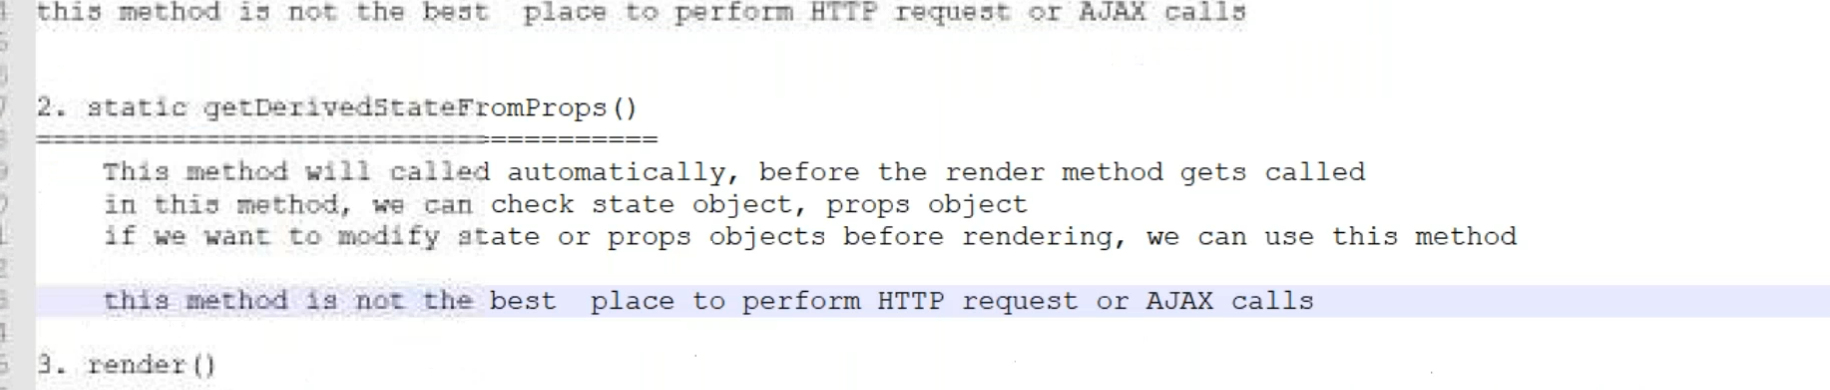 this method is not the best  place to perform HTTP request or AJAX calls
2. static getDerivedStateFromProps()
=====================================
This method will called automatically, before the render method gets called
in this method, we can check state object, props object
if we want to modify state or props objects before rendering, we can use this method
this method is not the best  place to perform HTTP request or AJAX calls
3. render()